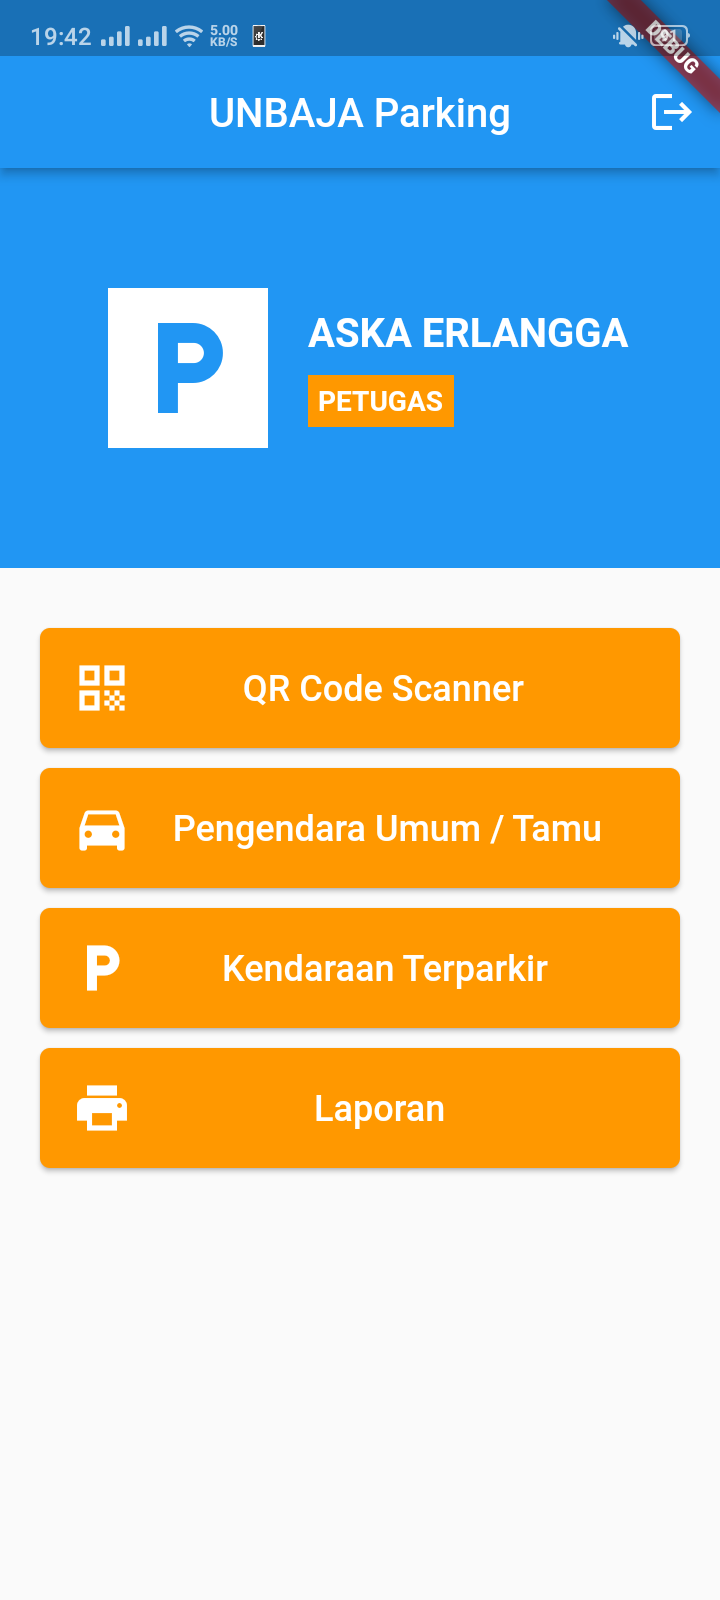 19:42 5.00 KB/S
DEBUG
UNBAJA Parking
P
ASKA ERLANGGA
PETUGAS
QR Code Scanner
Pengendara Umum / Tamu
P
Kendaraan Terparkir
Laporan